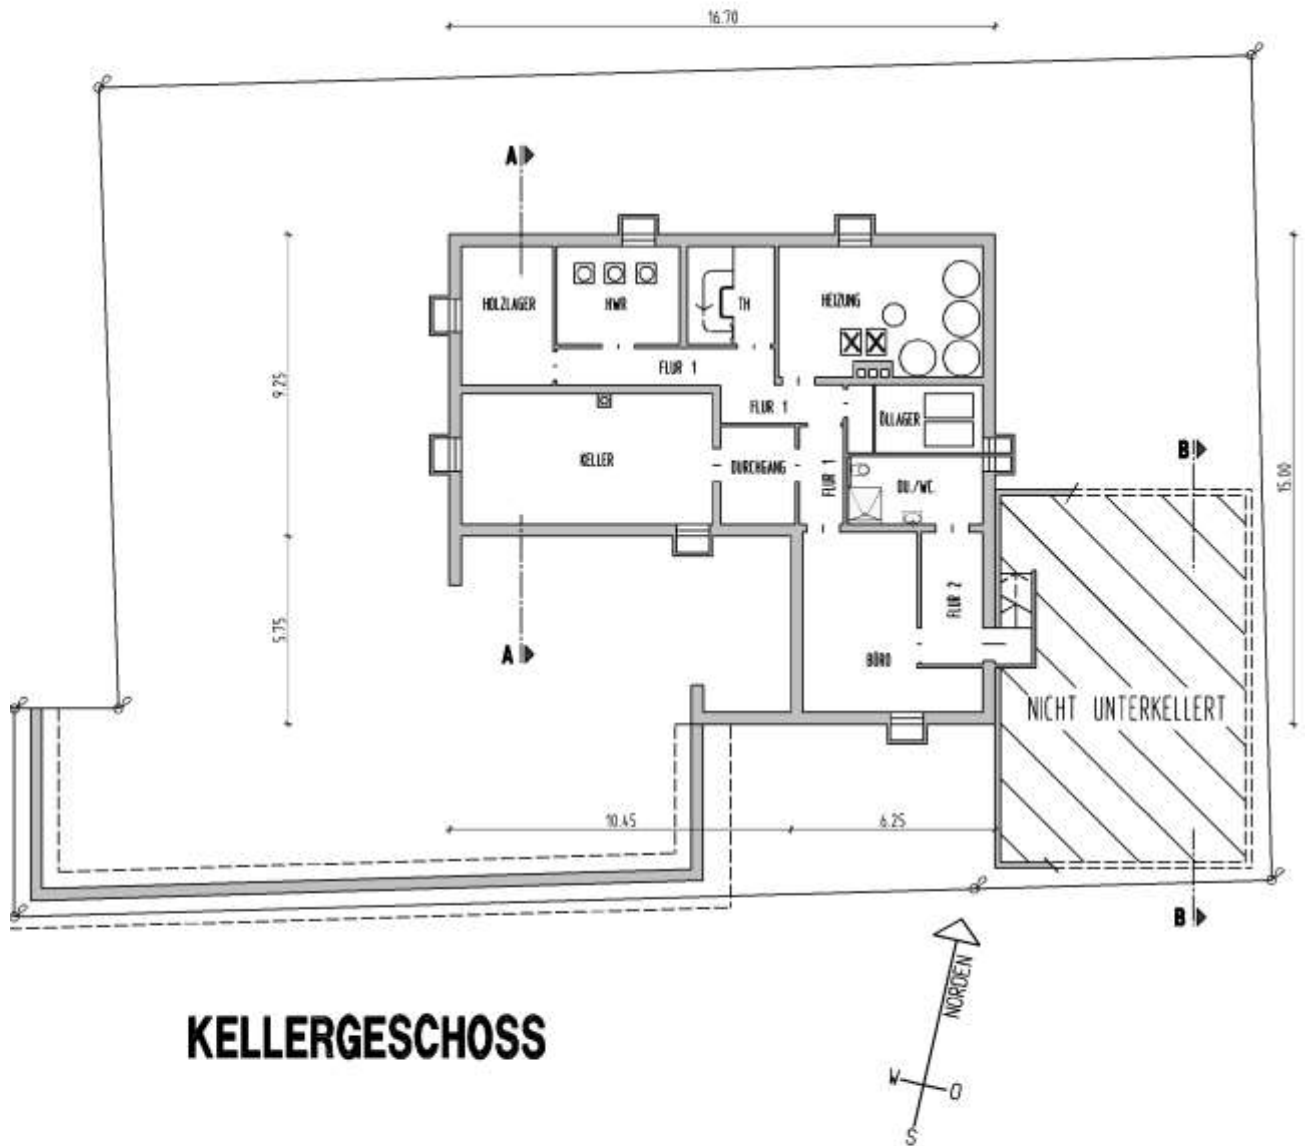 16.70
A
HOLZLAGER
HWR
TH
HEIZUNG
FLUR 1
9.25
FLUR 1
ÖLLAGER
KELLER
DURCHGANG
FLUR 1
DU./WC.
B
15.00
5.75
FLUR 2
A
BÜRO
NICHT UNTERKELLERT
10.45
6.25
B
NORDEN
KELLERGESCHOSS
W
O
S